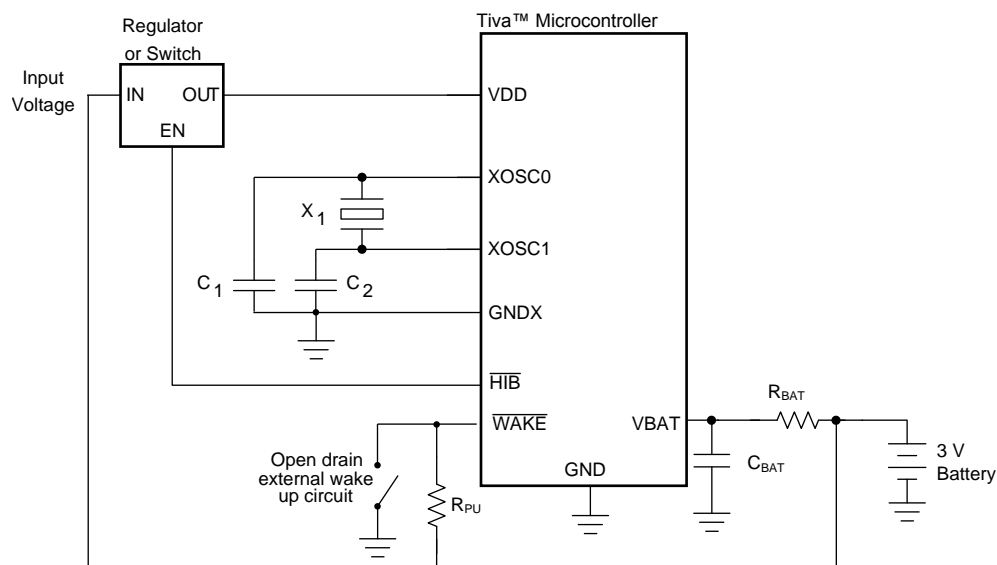 Tiva™ Microcontroller
Regulator
or Switch
Input
Voltage
IN
OUT
EN
VDD
XOSC0
X1
XOSC1
C1
C2
GNDX
HIB
WAKE
VBAT
RBAT
CBAT
3 V
Battery
GND
Open drain
external wake
up circuit
RPU